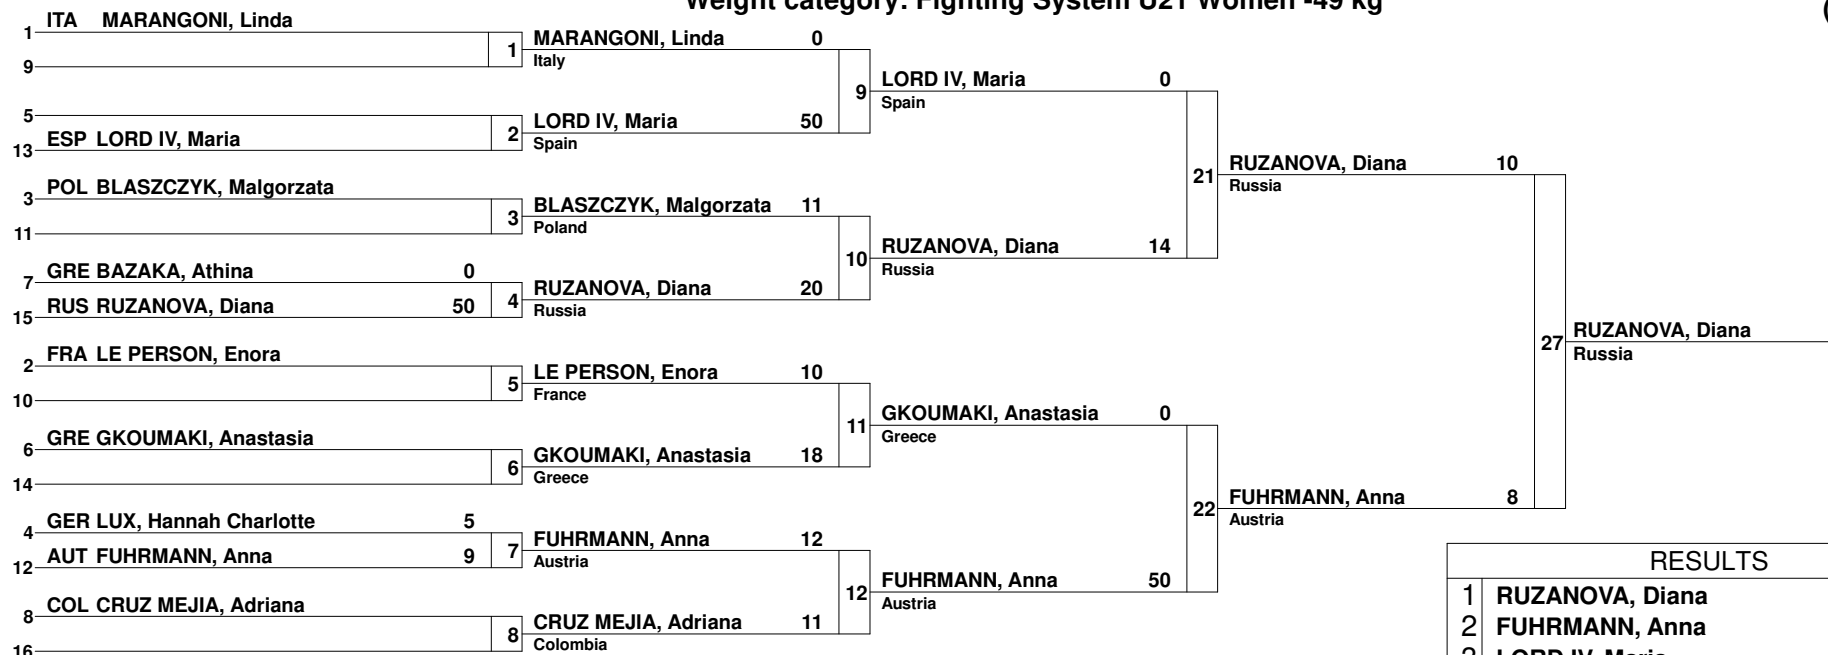 Weight category: Fighting System U21 Women -49 kg
1 ITA MARANGONI, Linda
9
1 MARANGONI, Linda 0
Italy
5
13 ESP LORD IV, Maria
2 LORD IV, Maria 50
Spain
9 LORD IV, Maria 0
Spain
3 POL BLASZCZYK, Malgorzata
11
3 BLASZCZYK, Malgorzata 11
Poland
7 GRE BAZAKA, Athina 0
15 RUS RUZANOVA, Diana 50
4 RUZANOVA, Diana 20
Russia
10 RUZANOVA, Diana 14
Russia
21 RUZANOVA, Diana 10
Russia
2 FRA LE PERSON, Enora
10
5 LE PERSON, Enora 10
France
6 GRE GKOUMAKI, Anastasia
14
6 GKOUMAKI, Anastasia 18
Greece
11 GKOUMAKI, Anastasia 0
Greece
4 GER LUX, Hannah Charlotte 5
12 AUT FUHRMANN, Anna 9
7 FUHRMANN, Anna 12
Austria
8 COL CRUZ MEJIA, Adriana
16
8 CRUZ MEJIA, Adriana 11
Colombia
12 FUHRMANN, Anna 50
Austria
22 FUHRMANN, Anna 8
Austria
27 RUZANOVA, Diana
Russia
RESULTS
1 RUZANOVA, Diana
2 FUHRMANN, Anna
3 LORD IV, Maria